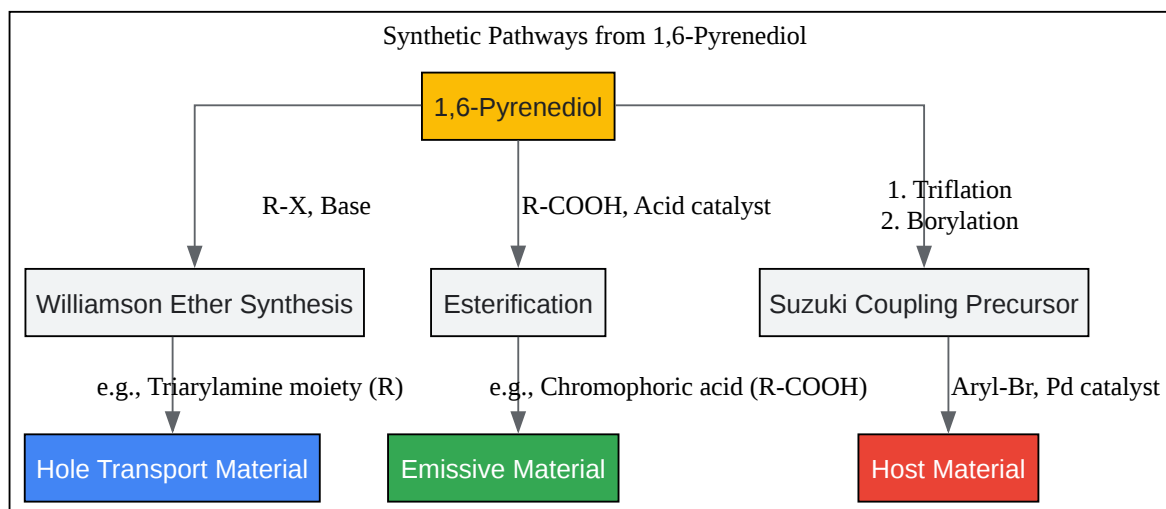 Synthetic Pathways from 1,6-Pyrenediol
1,6-Pyrenediol
R-X, Base
R-COOH, Acid catalyst
1. Triflation
2. Borylation
Williamson Ether Synthesis
Esterification
Suzuki Coupling Precursor
e.g., Triarylamine moiety (R)
e.g., Chromophoric acid (R-COOH)
Aryl-Br, Pd catalyst
Hole Transport Material
Emissive Material
Host Material